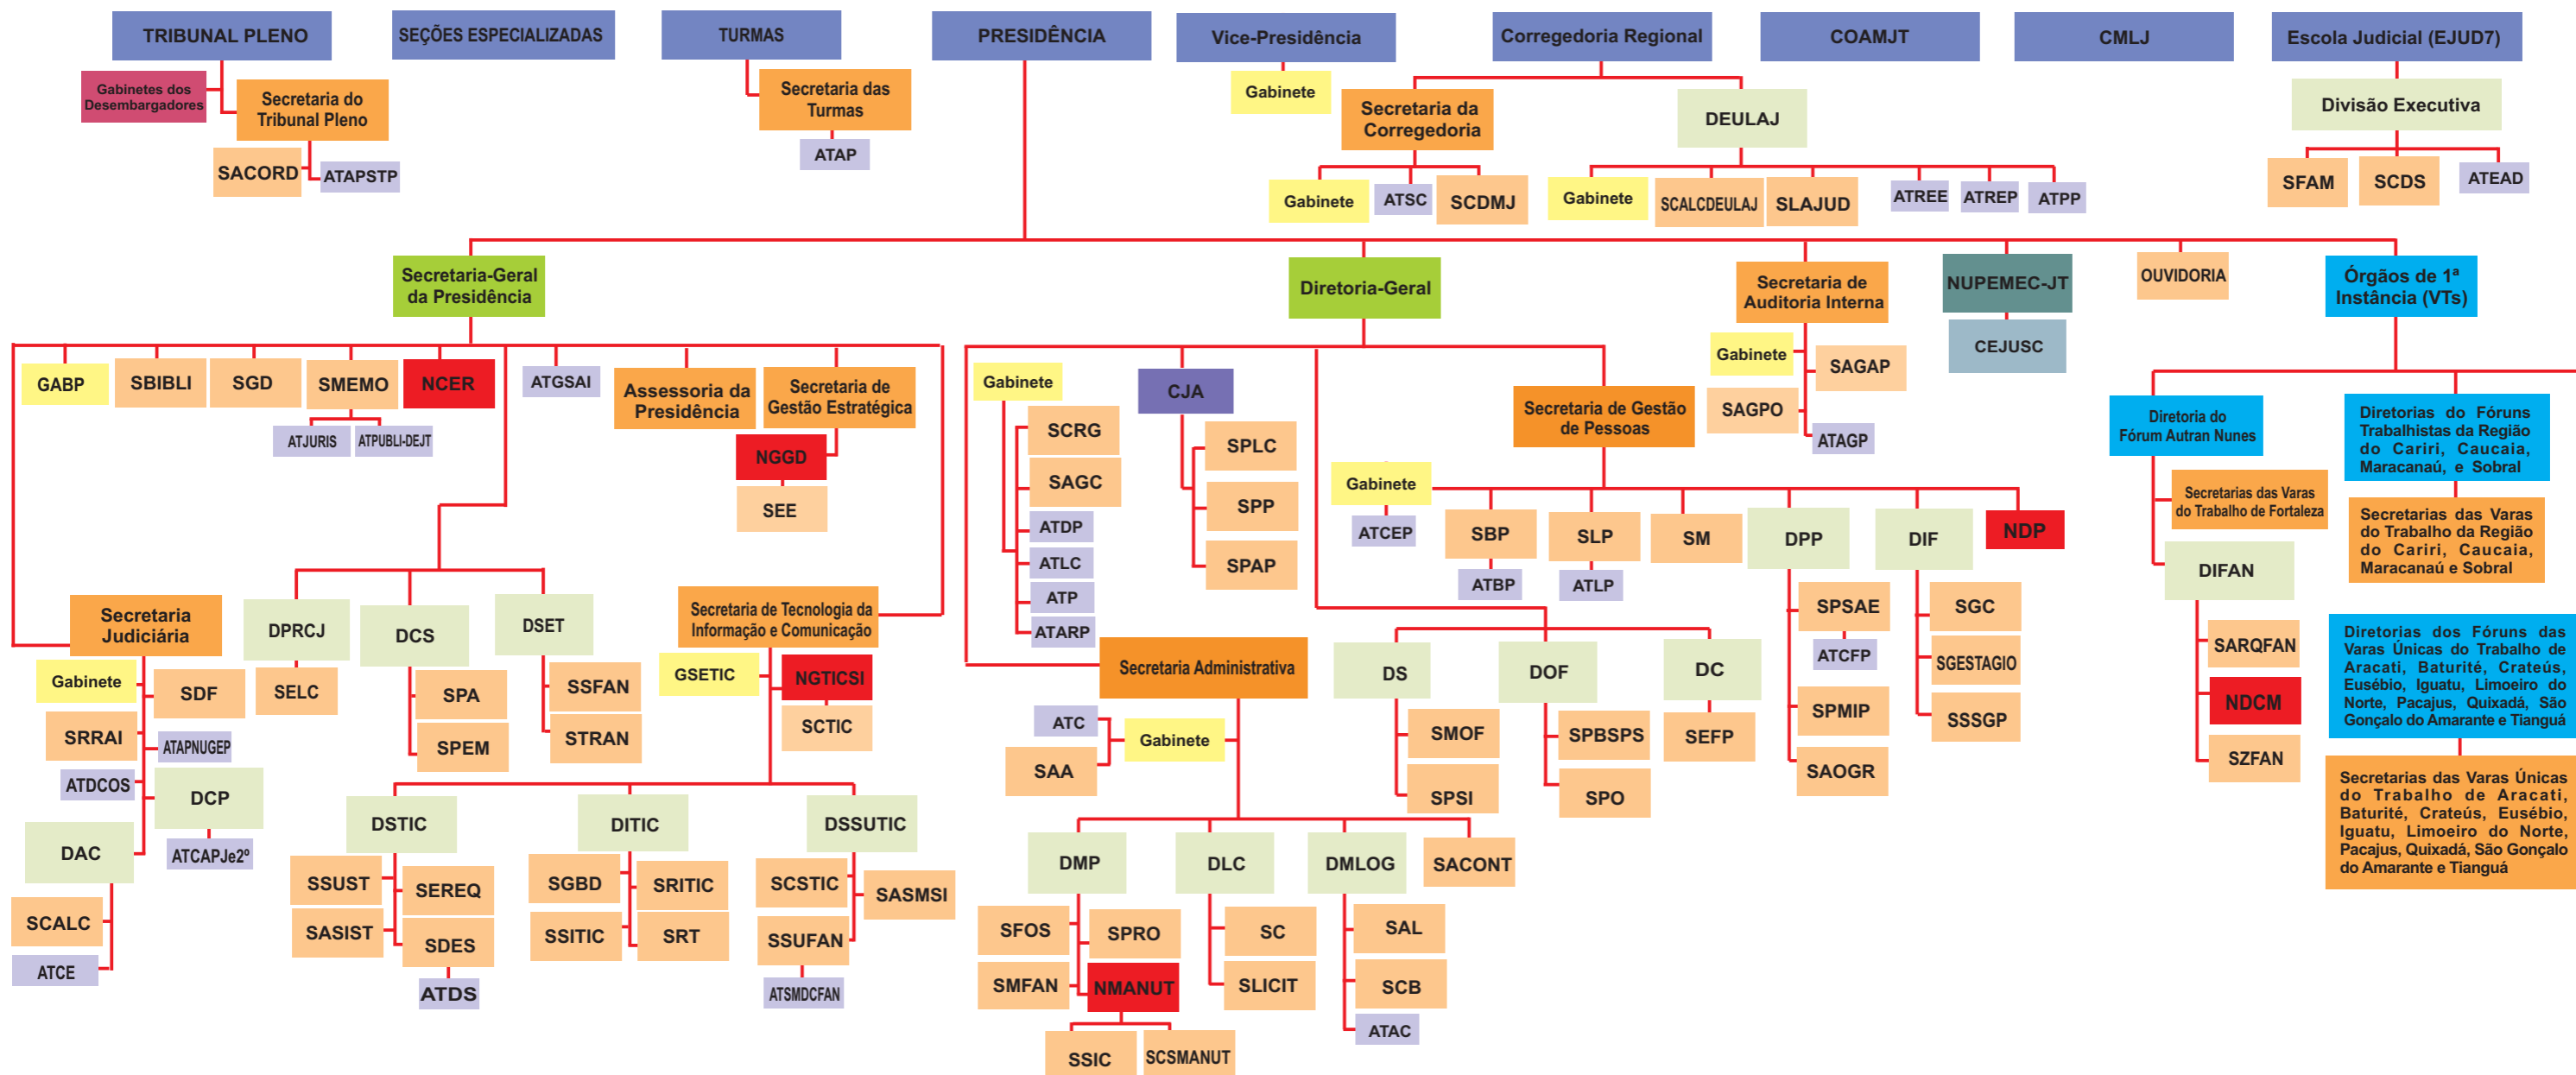 TRIBUNAL PLENO
SEÇÕES ESPECIALIZADAS
TURMAS
PRESIDÊNCIA
Vice-Presidência
Corregedoria Regional
COAMJT
CMLJ
Escola Judicial (EJUD7)
Gabinetes dos
Desembargadores
Secretaria do
Tribunal Pleno
SACORD
ATAPSTP
Secretaria das
Turmas
ATAP
Gabinete
Secretaria da
Corregedoria
Gabinete
ATSC
SCDMJ
DEULAJ
Gabinete
SCALCDEULAJ
SLAJUD
ATREE
ATREP
ATPP
Divisão Executiva
SFAM
SCDS
ATEAD
Secretaria-Geral
da Presidência
Diretoria-Geral
Secretaria de
Auditoria Interna
NUPEMEC-JT
OUVIDORIA
Órgãos de 1ª
Instância (VTs)
CEJUSC
Gabinete
SAGAP
SAGPO
ATAGP
GABP
SBIBLI
SGD
SMEMO
NCER
ATGSAI
Assessoria da
Presidência
Secretaria de
Gestão Estratégica
ATJURIS
ATPUBLI-DEJT
NGGD
SEE
Gabinete
SCRG
SAGC
ATDP
ATLC
ATP
ATARP
CJA
SPLC
SPP
SPAP
Secretaria de Gestão
de Pessoas
Gabinete
ATCEP
SBP
ATBP
SLP
ATLP
SM
DPP
DIF
NDP
SPSAE
ATCFP
SPMIP
SAOGR
SGC
SGESTAGIO
SSSGP
Diretoria do
Fórum Autran Nunes
Secretarias das Varas
do Trabalho de Fortaleza
DIFAN
SARQFAN
NDCM
SZFAN
Diretorias do Fóruns
Trabalhistas da Região
do Cariri, Caucaia,
Maracanaú, e Sobral
Secretarias das Varas
do Trabalho da Região
do Cariri, Caucaia,
Maracanaú e Sobral
Diretorias dos Fóruns das
Varas Únicas do Trabalho de
Aracati, Baturité, Crateús,
Eusébio, Iguatu, Limoeiro do
Norte, Pacajus, Quixadá, São
Gonçalo do Amarante e Tianguá
Secretarias das Varas Únicas
do Trabalho de Aracati,
Baturité, Crateús, Eusébio,
Iguatu, Limoeiro do Norte,
Pacajus, Quixadá, São Gonçalo
do Amarante e Tianguá
Secretaria
Judiciária
Gabinete
SDF
SRRAI
ATAPNUGEP
ATDCOS
DCP
ATCAPJe2º
DAC
SCALC
ATCE
DPRCJ
SELC
DCS
SPA
SPEM
DSET
SSFAN
STRAN
Secretaria de Tecnologia da
Informação e Comunicação
GSETIC
NGTICSI
SCTIC
DSTIC
SSUST
SEREQ
SASIST
SDES
ATDS
DITIC
SGBD
SRITIC
SSITIC
SRT
DSSUTIC
SCSTIC
SASMSI
SSUFAN
ATSMDCFAN
Secretaria Administrativa
ATC
Gabinete
SAA
DS
SMOF
SPSI
DOF
SPBSPS
SPO
DC
SEFP
DMP
SFOS
SPRO
SMFAN
NMANUT
SSIC
SCSMANUT
DLC
SC
SLICIT
DMLOG
SAL
SCB
ATAC
SACONT